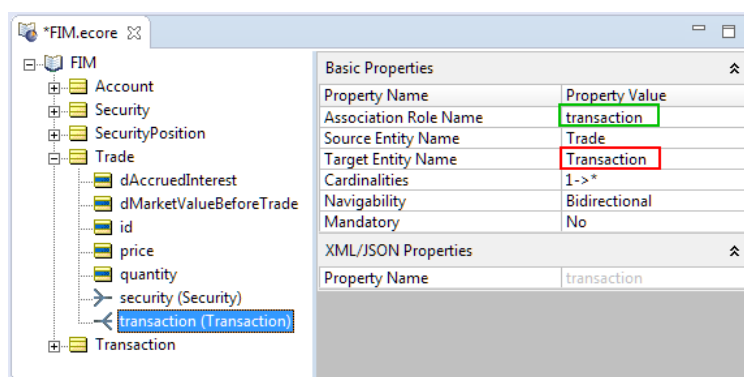 *FIM.ecore
FIM
Account
Security
SecurityPosition
Trade
dAccruedInterest
dMarketValueBeforeTrade
id
price
quantity
security (Security)
transaction (Transaction)
Transaction
Basic Properties
Property Name Property Value
Association Role Name transaction
Source Entity Name Trade
Target Entity Name Transaction
Cardinalities 1->*
Navigability Bidirectional
Mandatory No
XML/JSON Properties
Property Name transaction